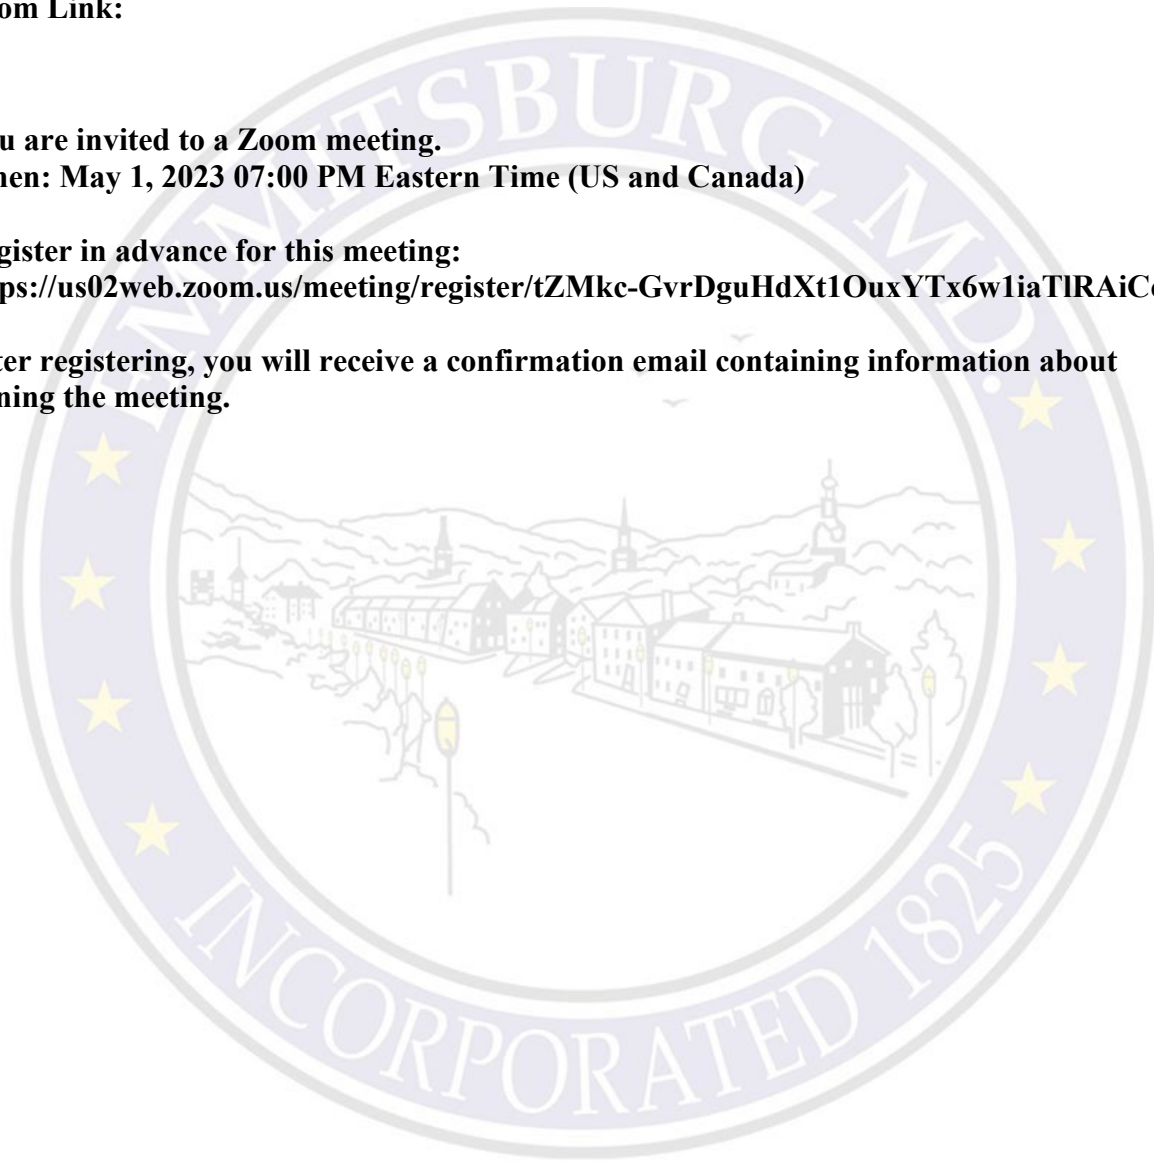 om Link:
u are invited to a Zoom meeting.
hen: May 1, 2023 07:00 PM Eastern Time (US and Canada)
gister in advance for this meeting:
ps://us02web.zoom.us/meeting/register/tZMkc-GvrDguHdXt1OuxYTx6w1iaTlRAiC
ter registering, you will receive a confirmation email containing information about
ning the meeting.
EMMITSBURG, MD.
INCORPORATED 1825